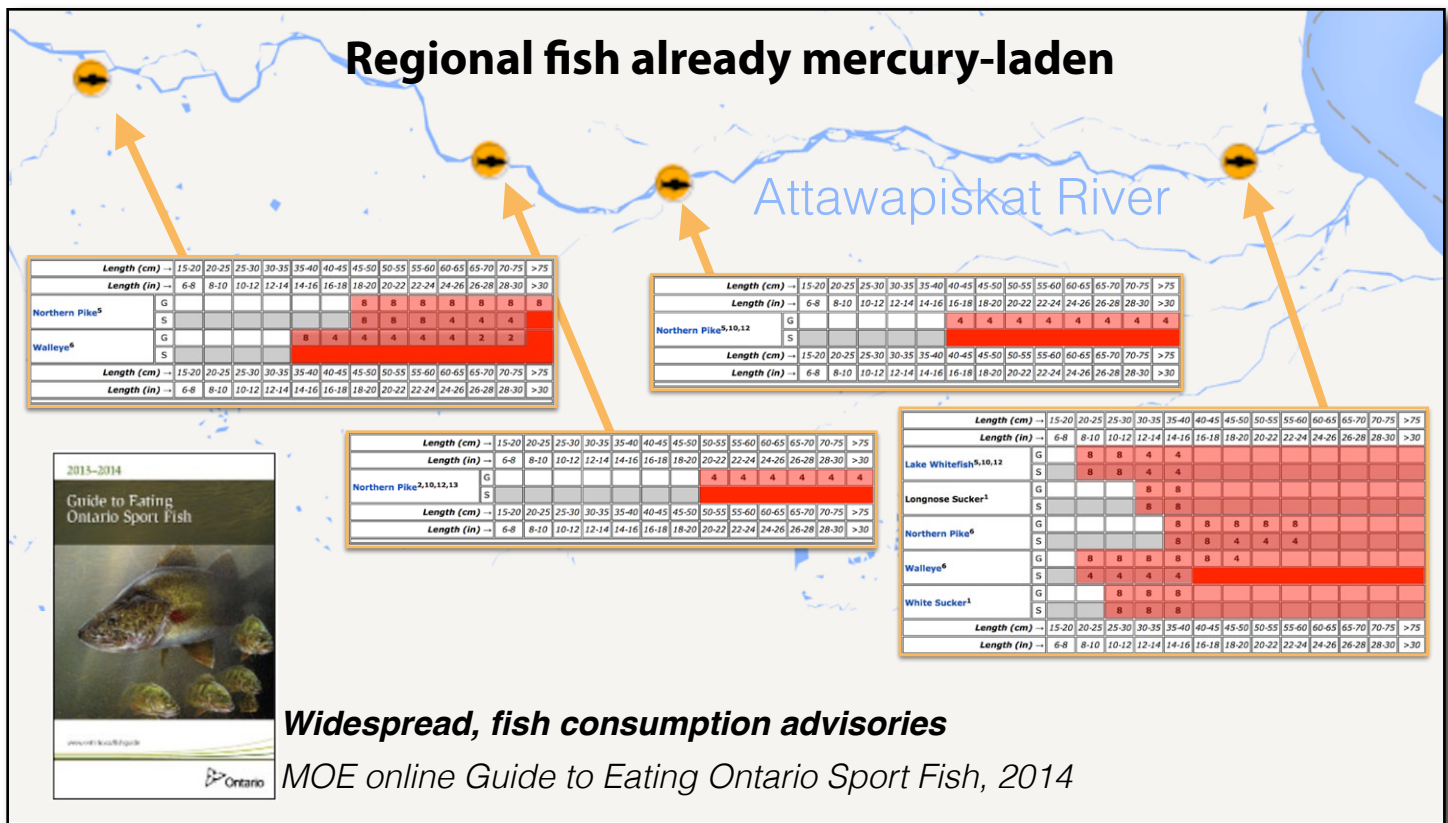 Regional fish already mercury-laden
Attawapiskat River
Length (cm) → 15-20 20-25 25-30 30-35 35-40 40-45 45-50 50-55 55-60 60-65 65-70 70-75 >75
Length (in) → 6-8 8-10 10-12 12-14 14-16 16-18 18-20 20-22 22-24 24-26 26-28 28-30 >30
Northern Pike5 G 8 8 8 8 8 8 8
S 8 8 8 4 4 4
Walleye6 G 8 4 4 4 4 4 2 2
S
Length (cm) → 15-20 20-25 25-30 30-35 35-40 40-45 45-50 50-55 55-60 60-65 65-70 70-75 >75
Length (in) → 6-8 8-10 10-12 12-14 14-16 16-18 18-20 20-22 22-24 24-26 26-28 28-30 >30
Length (cm) → 15-20 20-25 25-30 30-35 35-40 40-45 45-50 50-55 55-60 60-65 65-70 70-75 >75
Length (in) → 6-8 8-10 10-12 12-14 14-16 16-18 18-20 20-22 22-24 24-26 26-28 28-30 >30
Northern Pike5,10,12 G 4 4 4 4 4 4 4 4
S
Length (cm) → 15-20 20-25 25-30 30-35 35-40 40-45 45-50 50-55 55-60 60-65 65-70 70-75 >75
Length (in) → 6-8 8-10 10-12 12-14 14-16 16-18 18-20 20-22 22-24 24-26 26-28 28-30 >30
Length (cm) → 15-20 20-25 25-30 30-35 35-40 40-45 45-50 50-55 55-60 60-65 65-70 70-75 >75
Length (in) → 6-8 8-10 10-12 12-14 14-16 16-18 18-20 20-22 22-24 24-26 26-28 28-30 >30
Northern Pike2,10,12,13 G 4 4 4 4 4 4
S
Length (cm) → 15-20 20-25 25-30 30-35 35-40 40-45 45-50 50-55 55-60 60-65 65-70 70-75 >75
Length (in) → 6-8 8-10 10-12 12-14 14-16 16-18 18-20 20-22 22-24 24-26 26-28 28-30 >30
Length (cm) → 15-20 20-25 25-30 30-35 35-40 40-45 45-50 50-55 55-60 60-65 65-70 70-75 >75
Length (in) → 6-8 8-10 10-12 12-14 14-16 16-18 18-20 20-22 22-24 24-26 26-28 28-30 >30
Lake Whitefish5,10,12 G 8 8 4 4
S 8 8 4 4
Longnose Sucker1 G 8 8
S 8 8
Northern Pike6 G 8 8 8 8 8
S 8 8 4 4 4
Walleye6 G 8 8 8 8 8 4
S 4 4 4 4
White Sucker1 G 8 8 8
S 8 8 8
Length (cm) → 15-20 20-25 25-30 30-35 35-40 40-45 45-50 50-55 55-60 60-65 65-70 70-75 >75
Length (in) → 6-8 8-10 10-12 12-14 14-16 16-18 18-20 20-22 22-24 24-26 26-28 28-30 >30
2013–2014
Guide to Eating
Ontario Sport Fish
Ontario
Widespread, fish consumption advisories
MOE online Guide to Eating Ontario Sport Fish, 2014